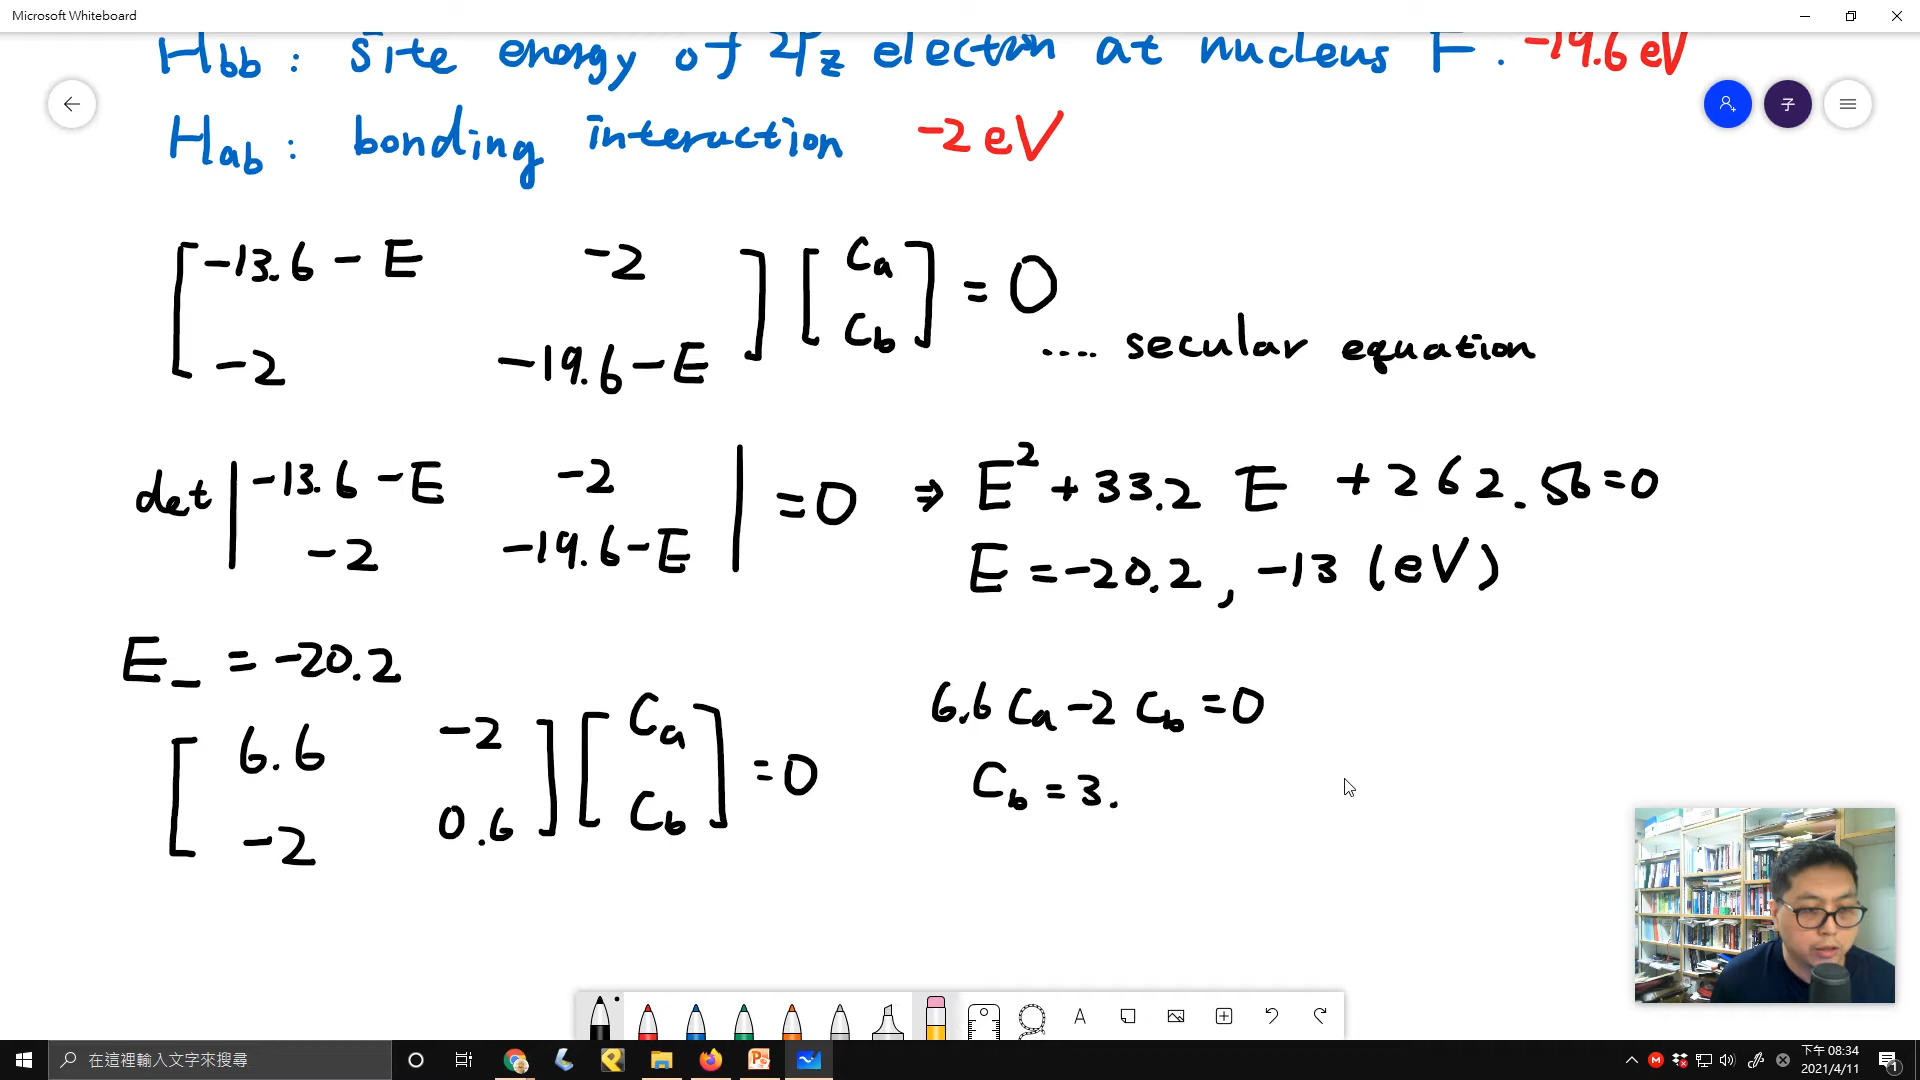 Microsoft Whiteboard
Hbb : site energy of 2Pz electron at nucleus F. -19.6 eV
子
Hab : bonding interaction -2 eV
[ -13.6 - E -2 ] [ Ca ] = 0
[ -2 -19.6 - E ] [ Cb ]
.... secular equation
det | -13.6 - E -2 | = 0 ⇒ E² + 33.2 E + 262.56 = 0
| -2 -19.6 - E |
E = -20.2 , -13 (eV)
E_ = -20.2
[ 6.6 -2 ] [ Ca ] = 0
[ -2 0.6 ] [ Cb ]
6.6 Ca - 2 Cb = 0
Cb = 3.
A
在這裡輸入文字來搜尋
下午 08:34
2021/4/11
1